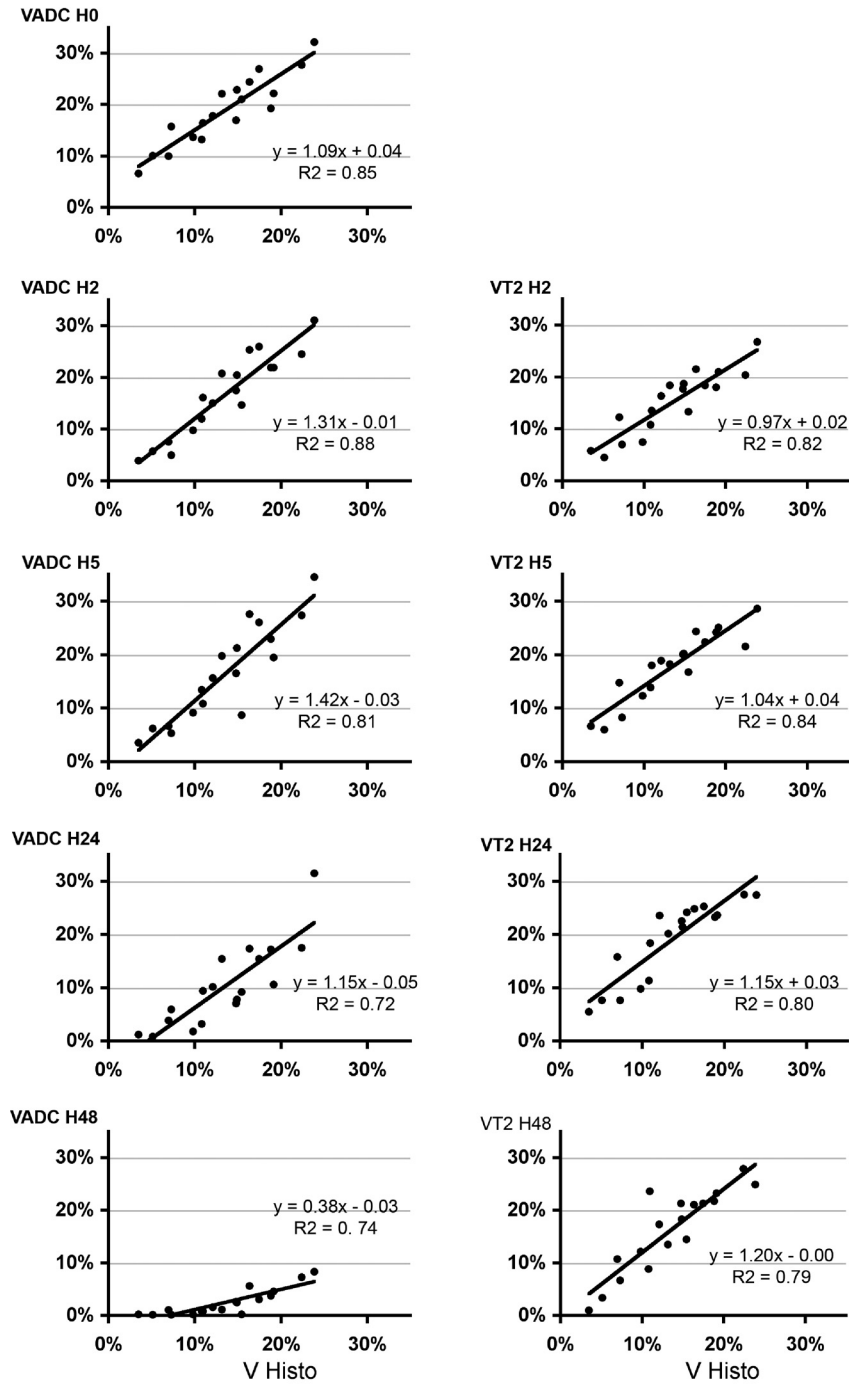 VADC H0
30%
20%
10%
0%
y = 1.09x + 0.04
R2 = 0.85
0% 10% 20% 30%
VADC H2
30%
20%
10%
0%
y = 1.31x - 0.01
R2 = 0.88
0% 10% 20% 30%
VT2 H2
30%
20%
10%
0%
y = 0.97x + 0.02
R2 = 0.82
0% 10% 20% 30%
VADC H5
30%
20%
10%
0%
y = 1.42x - 0.03
R2 = 0.81
0% 10% 20% 30%
VT2 H5
30%
20%
10%
0%
y= 1.04x + 0.04
R2 = 0.84
0% 10% 20% 30%
VADC H24
30%
20%
10%
0%
y = 1.15x - 0.05
R2 = 0.72
0% 10% 20% 30%
VT2 H24
30%
20%
10%
0%
y = 1.15x + 0.03
R2 = 0.80
0% 10% 20% 30%
VADC H48
30%
20%
10%
0%
y = 0.38x - 0.03
R2 = 0. 74
0% 10% 20% 30%
V Histo
VT2 H48
30%
20%
10%
0%
y = 1.20x - 0.00
R2 = 0.79
0% 10% 20% 30%
V Histo